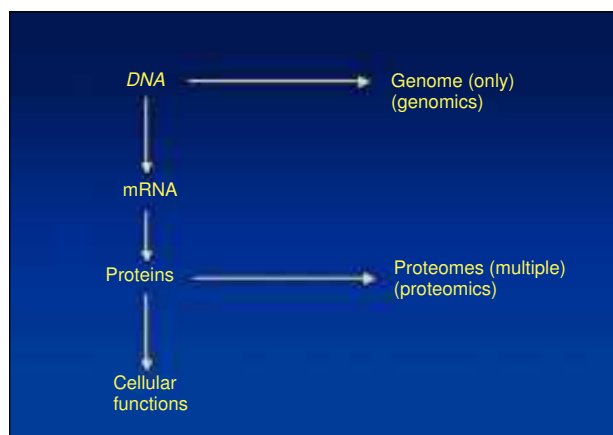 DNA
Genome (only)
(genomics)
mRNA
Proteins
Proteomes (multiple)
(proteomics)
Cellular
functions